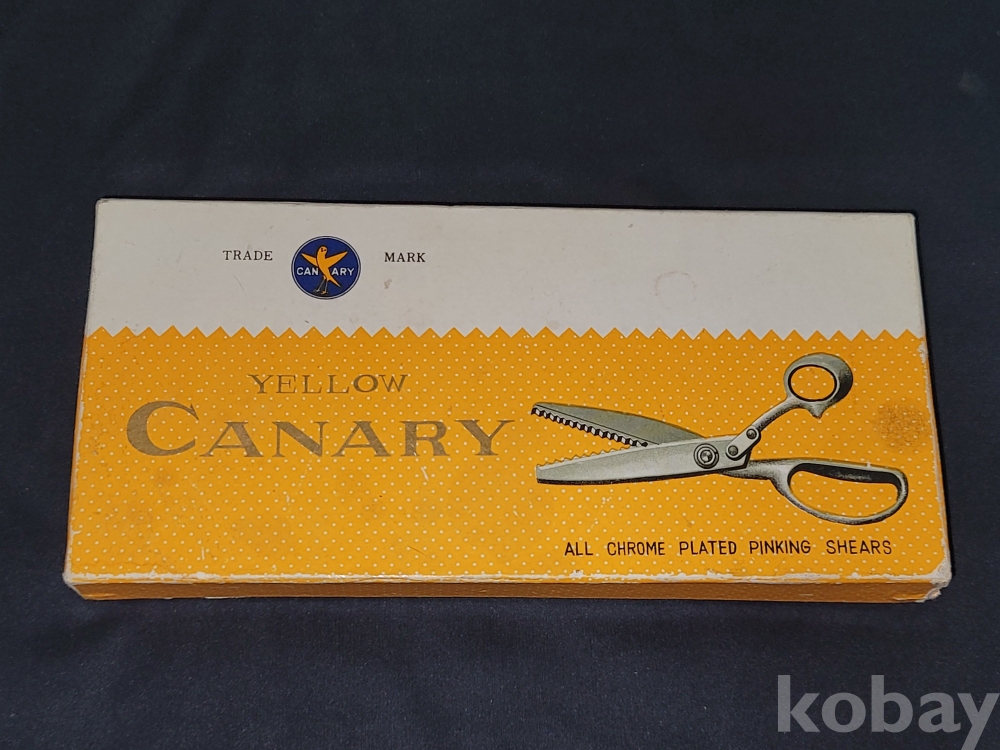 TRADE CANARY MARK
YELLOW
CANARY
ALL CHROME PLATED PINKING SHEARS
kobay